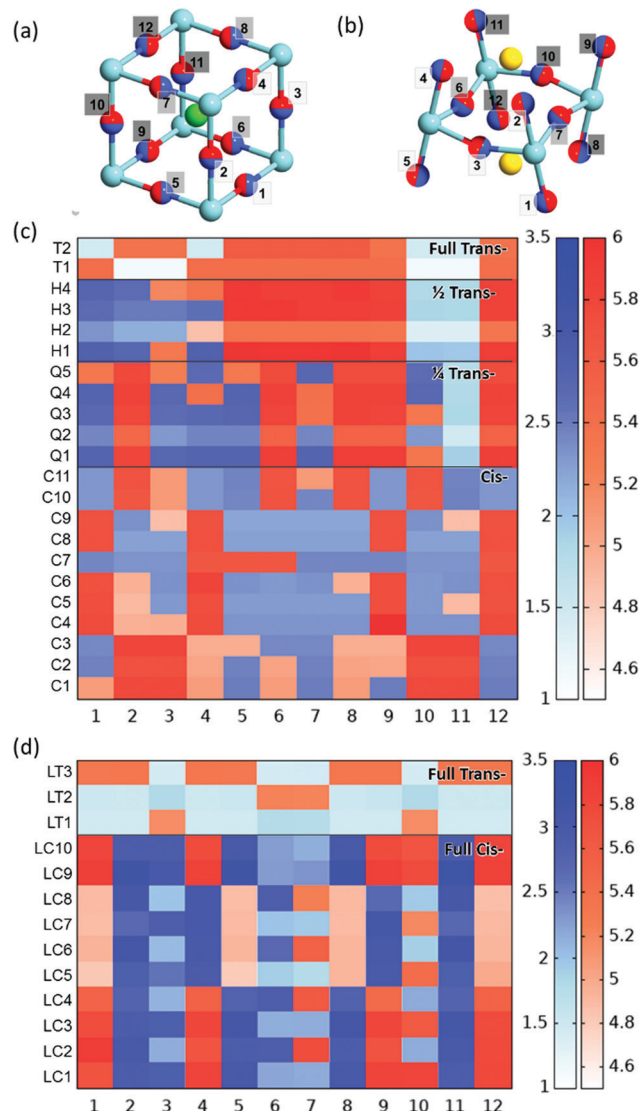 (a)
(b)
12
8
11
4
7
3
10
9
6
2
5
1
11
9
10
4
6
12
2
7
8
5
3
1
(c)
T2
T1
H4
H3
H2
H1
Q5
Q4
Q3
Q2
Q1
C11
C10
C9
C8
C7
C6
C5
C4
C3
C2
C1
Full Trans-
½ Trans-
¼ Trans-
Cis-
1 2 3 4 5 6 7 8 9 10 11 12
3.5
3
2.5
2
1.5
1
6
5.8
5.6
5.4
5.2
5
4.8
4.6
(d)
LT3
LT2
LT1
LC10
LC9
LC8
LC7
LC6
LC5
LC4
LC3
LC2
LC1
Full Trans-
Full Cis-
1 2 3 4 5 6 7 8 9 10 11 12
3.5
3
2.5
2
1.5
1
6
5.8
5.6
5.4
5.2
5
4.8
4.6